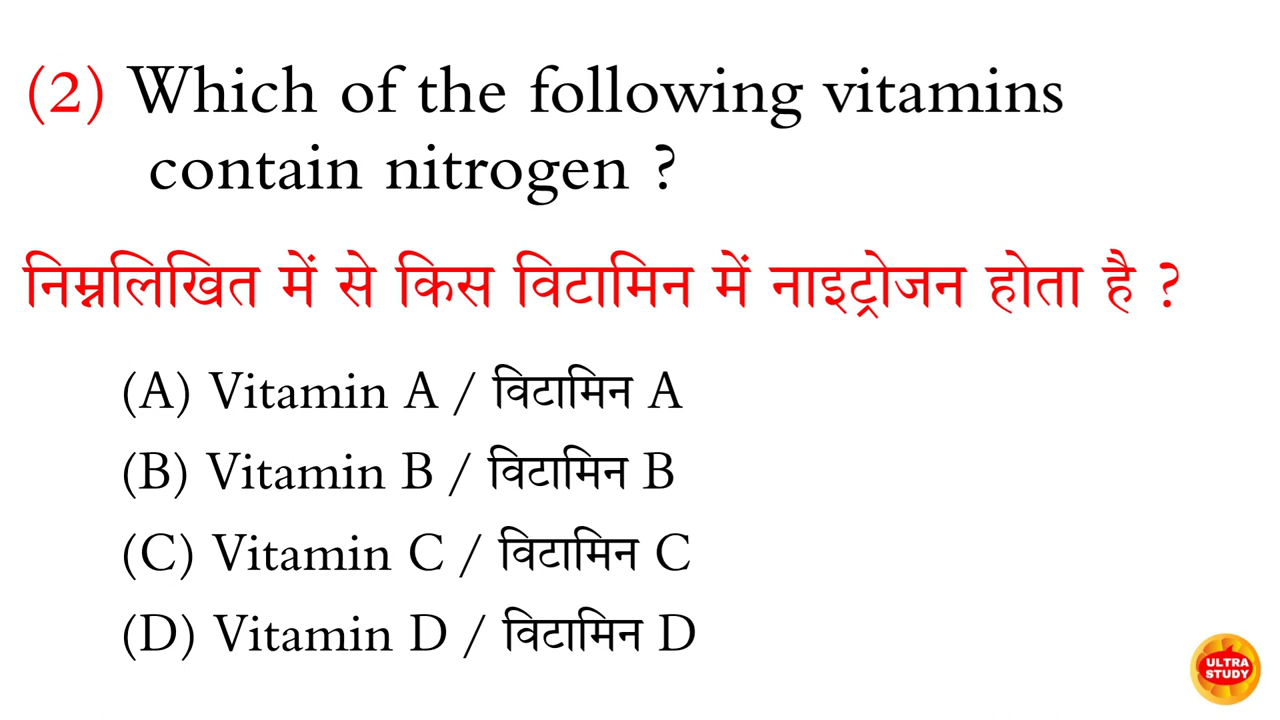 (2) Which of the following vitamins
contain nitrogen ?
निम्नलिखित में से किस विटामिन में नाइट्रोजन होता है ?
(A) Vitamin A / विटामिन A
(B) Vitamin B / विटामिन B
(C) Vitamin C / विटामिन C
(D) Vitamin D / विटामिन D
ULTRA
STUDY